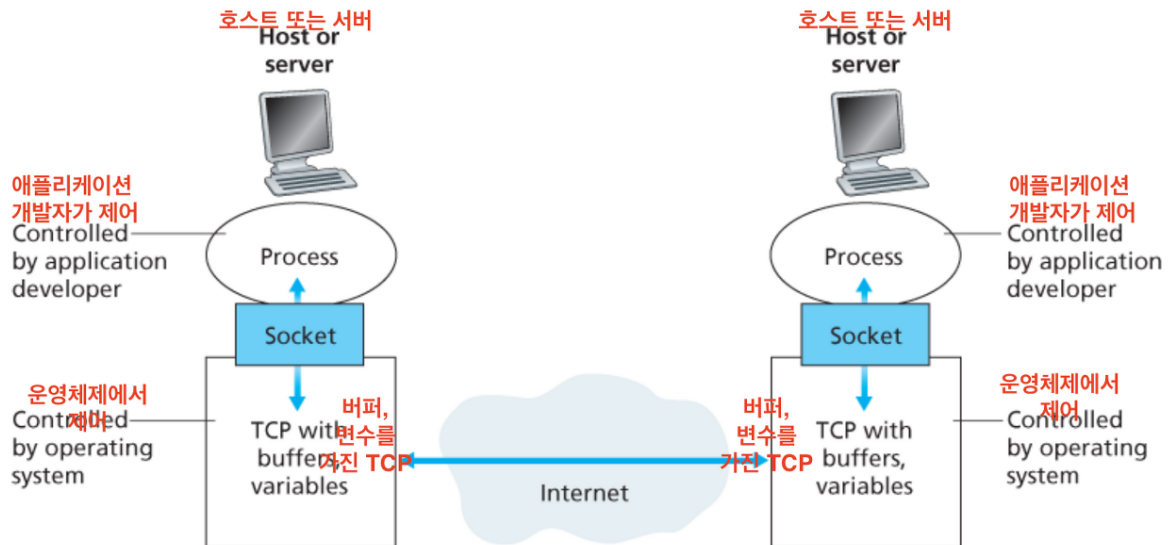 호스트 또는 서버
Host or
server
호스트 또는 서버
Host or
server
애플리케이션
개발자가 제어
Controlled
by application
developer
Process
Socket
운영체제에서
제어
Controlled
by operating
system
TCP with
buffers,
variables
버퍼,
변수를
가진 TCP
Internet
버퍼,
변수를
가진 TCP
Process
Socket
TCP with
buffers,
variables
애플리케이션
개발자가 제어
Controlled
by application
developer
운영체제에서
제어
Controlled
by operating
system